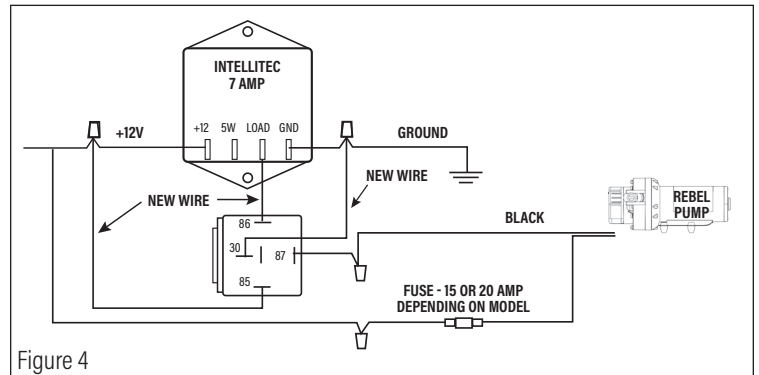 INTELLITEC
7 AMP
+12 5W LOAD GND
+12V
GROUND
NEW WIRE
NEW WIRE
86
30
87
85
BLACK
REBEL
PUMP
FUSE - 15 OR 20 AMP
DEPENDING ON MODEL
Figure 4